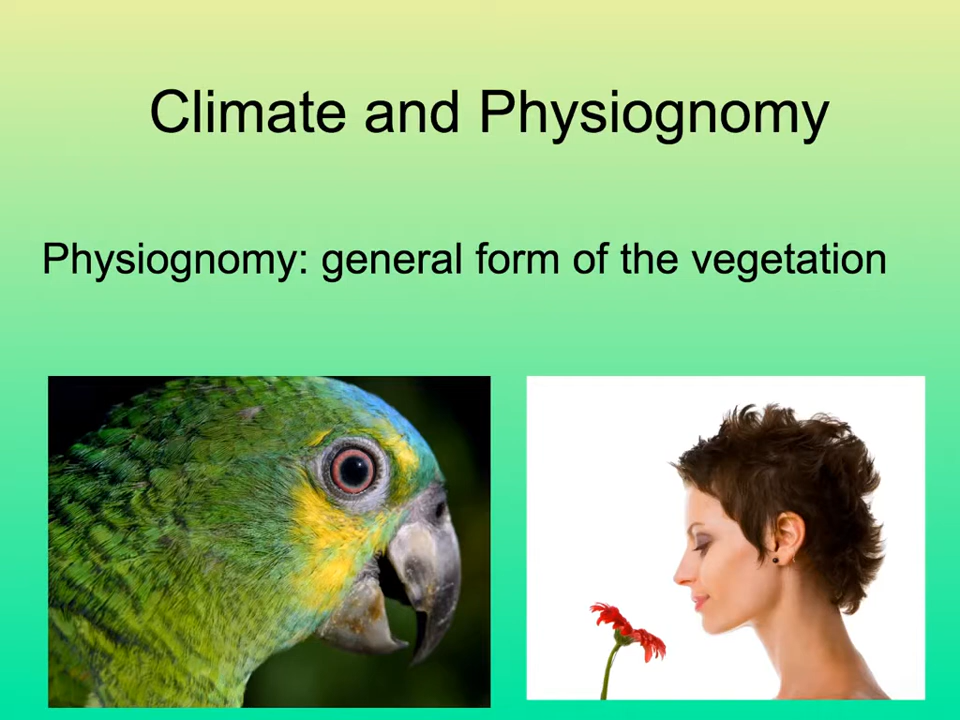 Climate and Physiognomy
Physiognomy: general form of the vegetation